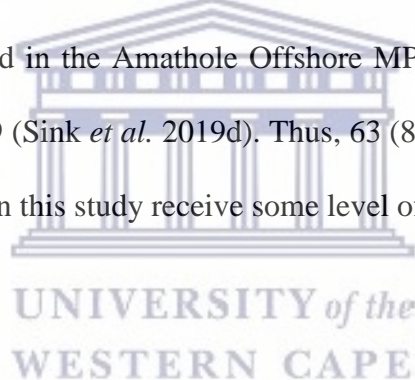 d in the Amathole Offshore MP
(Sink et al. 2019d). Thus, 63 (8
n this study receive some level o
UNIVERSITY of the
WESTERN CAPE